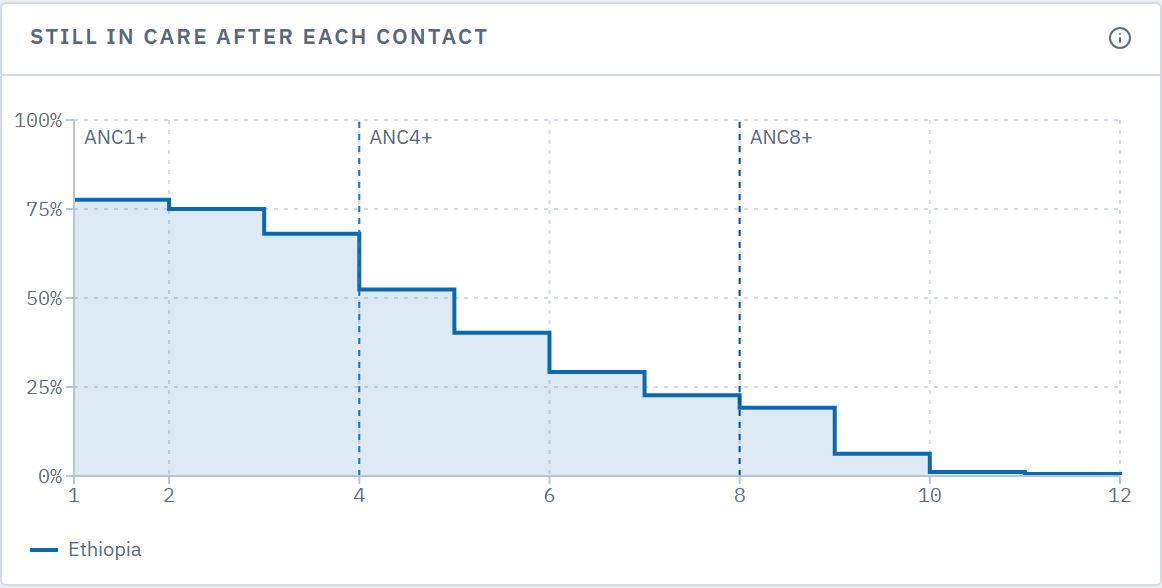 STILL IN CARE AFTER EACH CONTACT
100%
ANC1+
ANC4+
ANC8+
75%
50%
25%
0%
1 2 4 6 8 10 12
Ethiopia